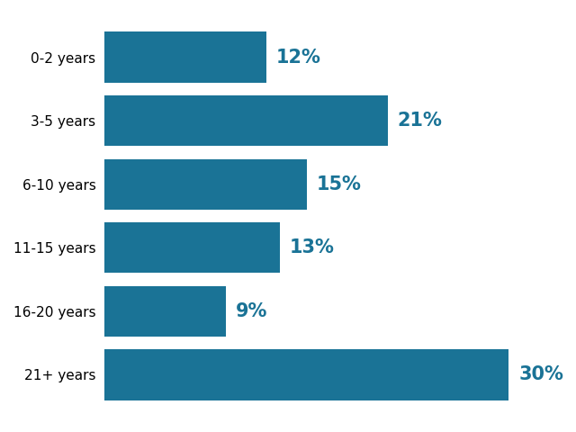 0-2 years 12%
3-5 years 21%
6-10 years 15%
11-15 years 13%
16-20 years 9%
21+ years 30%